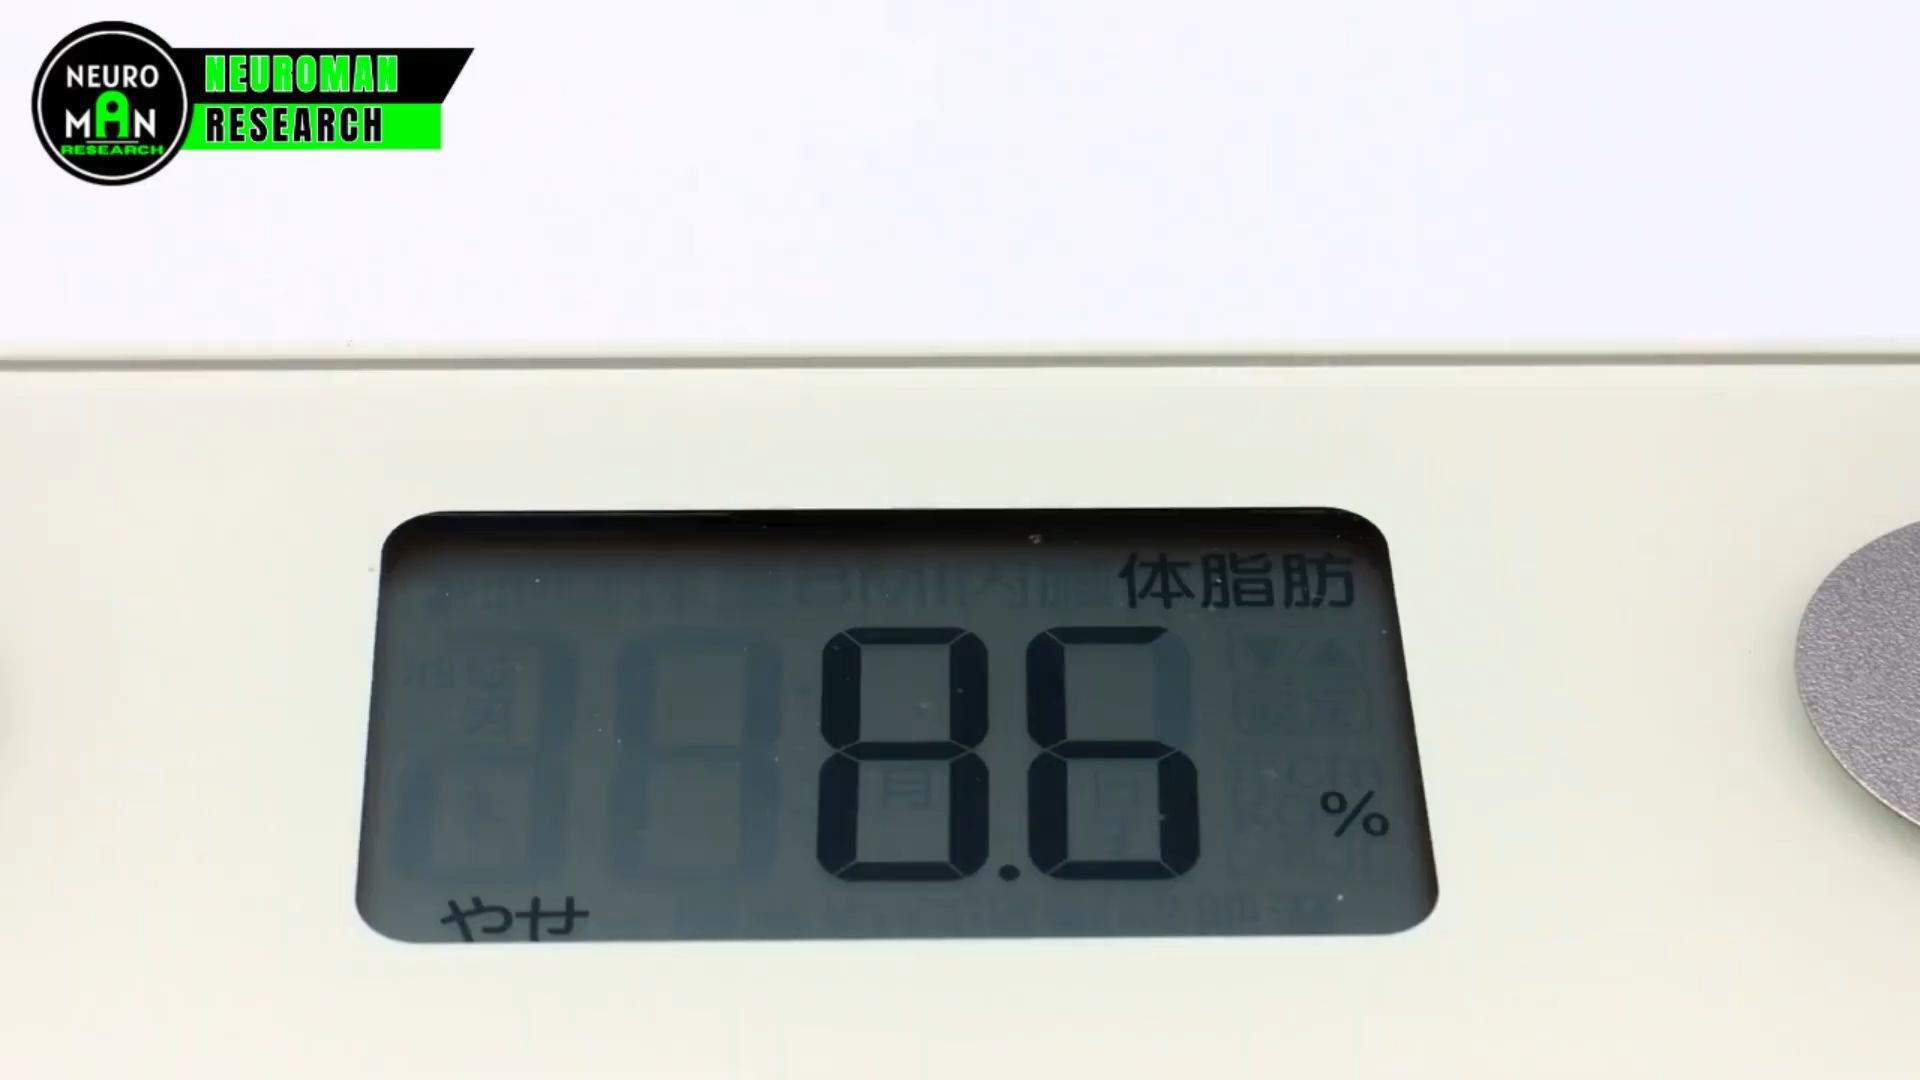 NEURO
MAN
RESEARCH
NEUROMAN
RESEARCH
体脂肪
8.6
%
やせ